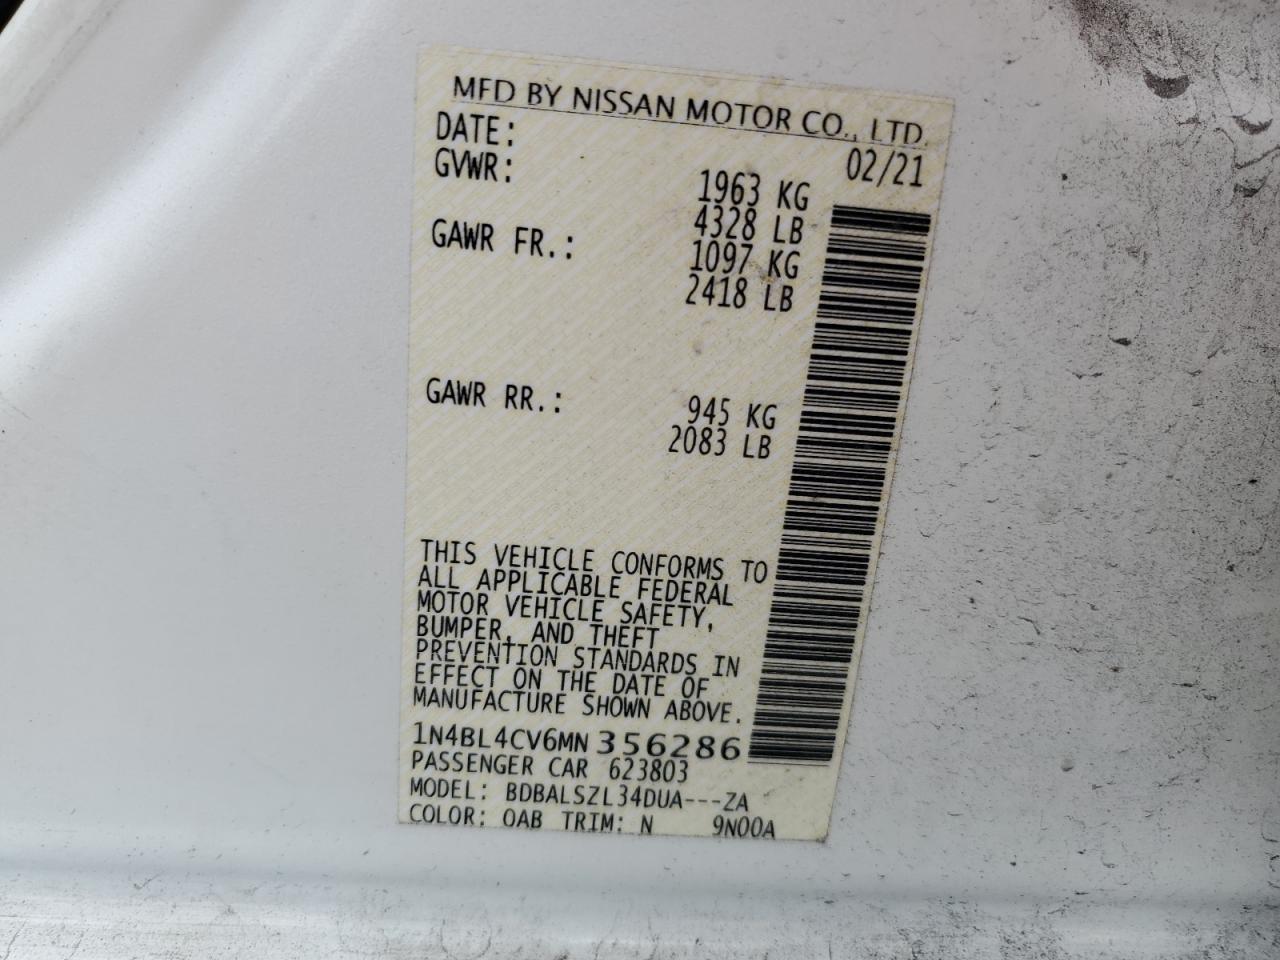 MFD BY NISSAN MOTOR CO., LTD.
DATE: 02/21
GVWR: 1963 KG
4328 LB
GAWR FR.: 1097 KG
2418 LB
GAWR RR.: 945 KG
2083 LB
THIS VEHICLE CONFORMS TO
ALL APPLICABLE FEDERAL
MOTOR VEHICLE SAFETY,
BUMPER, AND THEFT
PREVENTION STANDARDS IN
EFFECT ON THE DATE OF
MANUFACTURE SHOWN ABOVE.
1N4BL4CV6MN356286
PASSENGER CAR 623803
MODEL: BDBALSZL34DUA---ZA
COLOR: QAB TRIM: N 9N00A